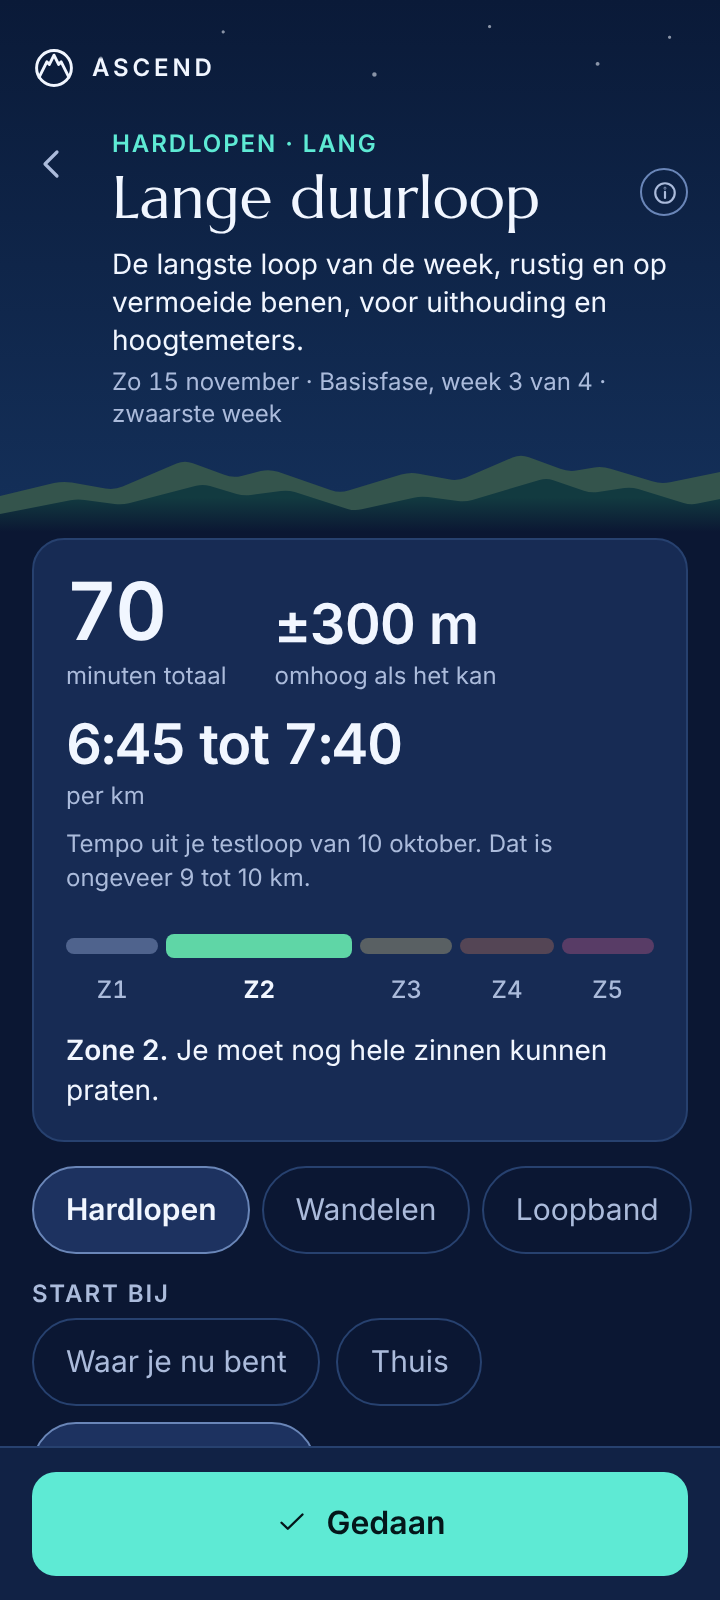 ASCEND
HARDLOPEN · LANG
Lange duurloop
De langste loop van de week, rustig en op
vermoeide benen, voor uithouding en
hoogtemeters.
Zo 15 november · Basisfase, week 3 van 4 ·
zwaarste week
70
minuten totaal
±300 m
omhoog als het kan
6:45 tot 7:40
per km
Tempo uit je testloop van 10 oktober. Dat is
ongeveer 9 tot 10 km.
Z1 Z2 Z3 Z4 Z5
Zone 2. Je moet nog hele zinnen kunnen
praten.
Hardlopen Wandelen Loopband
START BIJ
Waar je nu bent Thuis
Gedaan